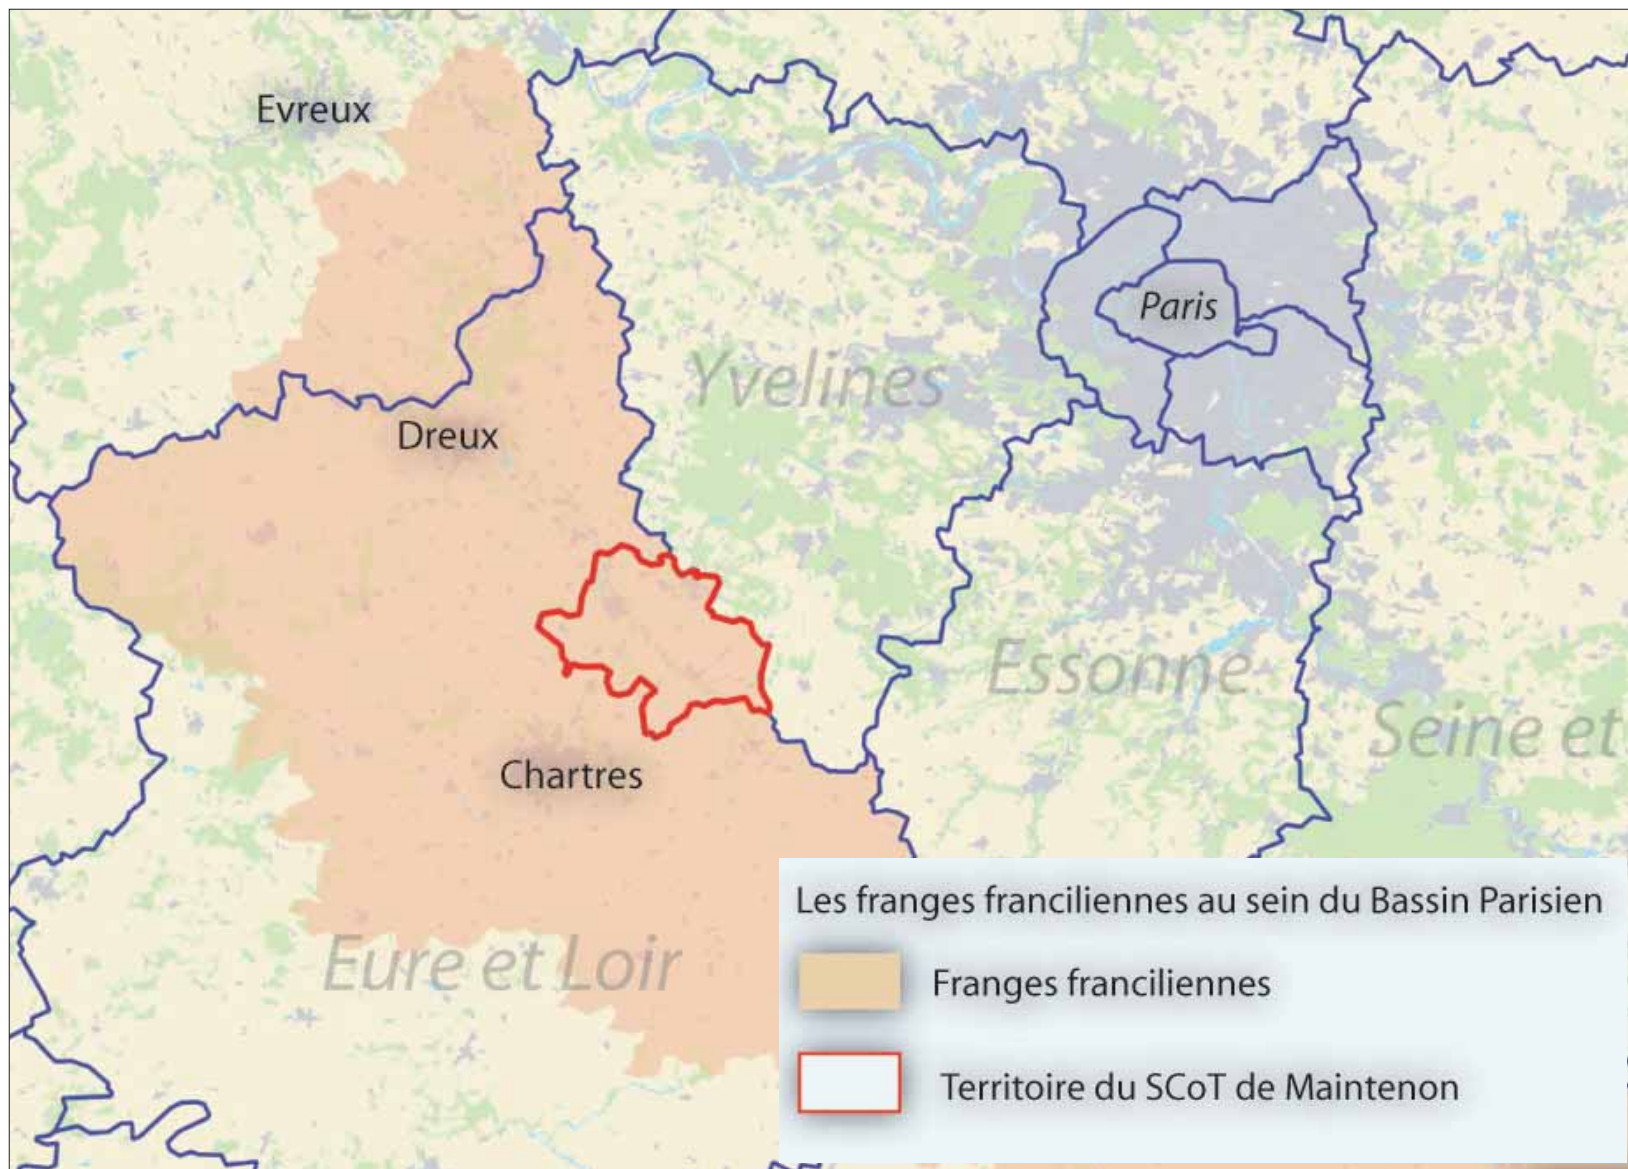 Eure
Evreux
Paris
Yvelines
Dreux
Essonne
Seine et
Chartres
Eure et Loir
Les franges franciliennes au sein du Bassin Parisien
Franges franciliennes
Territoire du SCoT de Maintenon